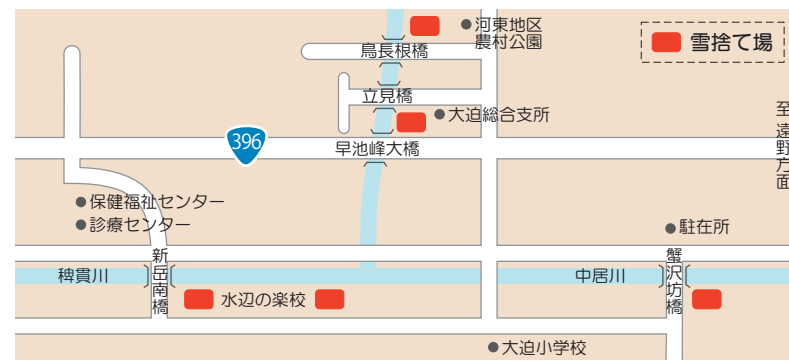 河東地区
農村公園
雪捨て場
鳥長根橋
立見橋
大迫総合支所
至 遠野方面
396
早池峰大橋
保健福祉センター
診療センター
駐在所
新岳南橋
蟹沢坊橋
稗貫川
中居川
水辺の楽校
大迫小学校